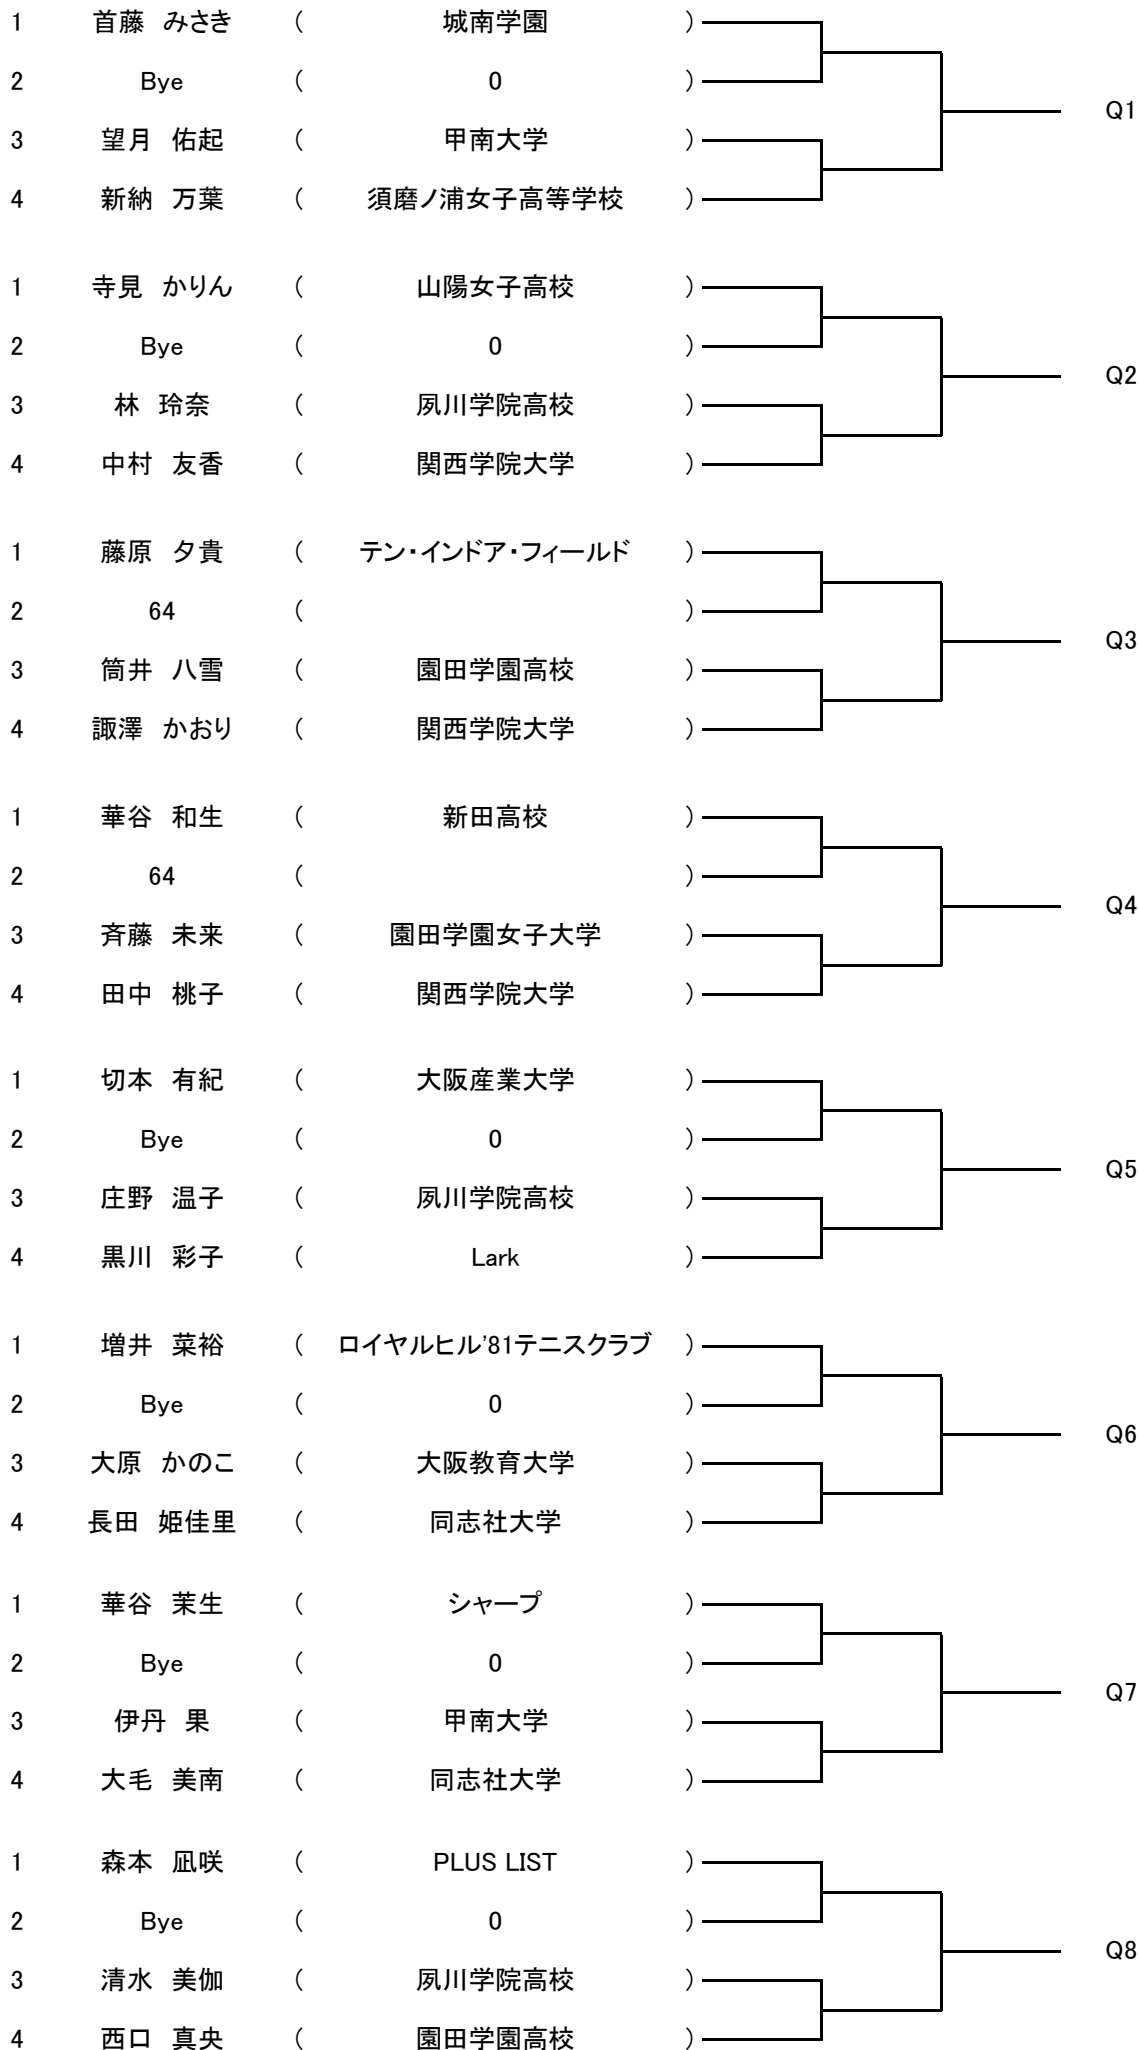 1 首藤 みさき ( 城南学園 )
2 Bye ( 0 )
Q1
3 望月 佑起 ( 甲南大学 )
4 新納 万葉 ( 須磨ノ浦女子高等学校 )
1 寺見 かりん ( 山陽女子高校 )
2 Bye ( 0 )
Q2
3 林 玲奈 ( 夙川学院高校 )
4 中村 友香 ( 関西学院大学 )
1 藤原 夕貴 ( テン・インドア・フィールド )
2 64 ( )
Q3
3 筒井 八雪 ( 園田学園高校 )
4 諏澤 かおり ( 関西学院大学 )
1 華谷 和生 ( 新田高校 )
2 64 ( )
Q4
3 斉藤 未来 ( 園田学園女子大学 )
4 田中 桃子 ( 関西学院大学 )
1 切本 有紀 ( 大阪産業大学 )
2 Bye ( 0 )
Q5
3 庄野 温子 ( 夙川学院高校 )
4 黒川 彩子 ( Lark )
1 増井 菜裕 ( ロイヤルヒル'81テニスクラブ )
2 Bye ( 0 )
Q6
3 大原 かのこ ( 大阪教育大学 )
4 長田 姫佳里 ( 同志社大学 )
1 華谷 茉生 ( シャープ )
2 Bye ( 0 )
Q7
3 伊丹 果 ( 甲南大学 )
4 大毛 美南 ( 同志社大学 )
1 森本 凪咲 ( PLUS LIST )
2 Bye ( 0 )
Q8
3 清水 美伽 ( 夙川学院高校 )
4 西口 真央 ( 園田学園高校 )